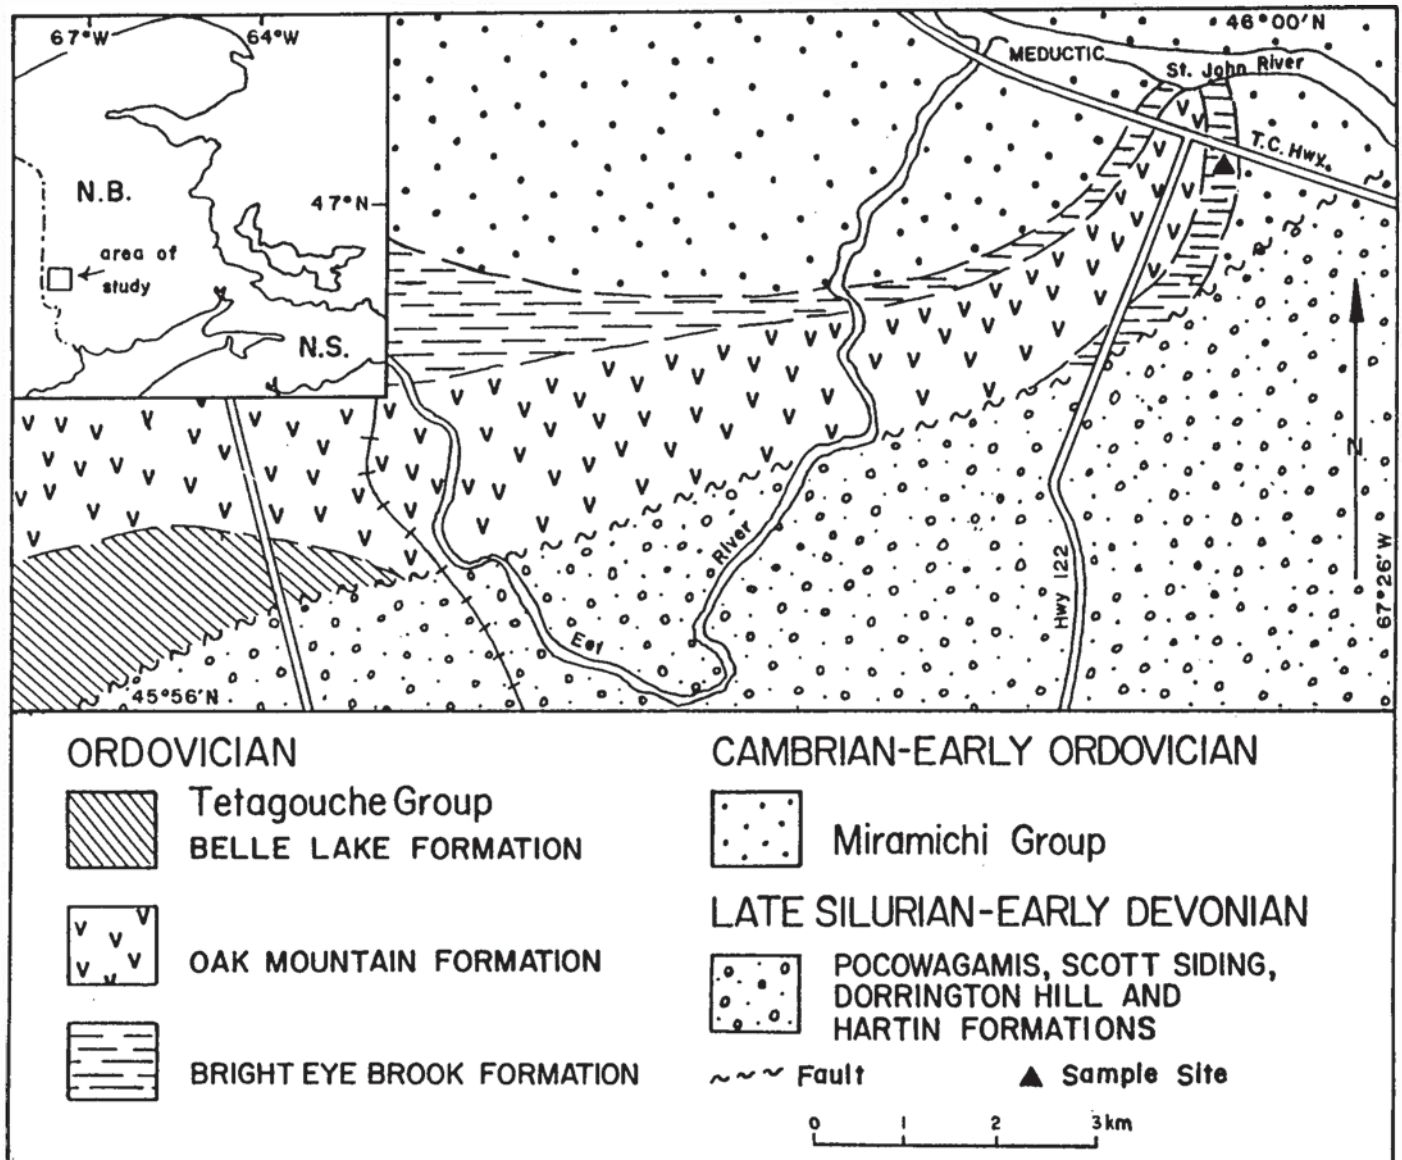 67°W
64°W
47°N
N.B.
area of
study
N.S.
46°00'N
MEDUCTIC
St. John River
T.C. Hwy.
N
River
Hwy 122
67°26'W
Eel
45°56'N
ORDOVICIAN
Tetagouche Group
BELLE LAKE FORMATION
OAK MOUNTAIN FORMATION
BRIGHT EYE BROOK FORMATION
CAMBRIAN-EARLY ORDOVICIAN
Miramichi Group
LATE SILURIAN-EARLY DEVONIAN
POCOWAGAMIS, SCOTT SIDING,
DORRINGTON HILL AND
HARTIN FORMATIONS
Fault
Sample Site
0 1 2 3 km